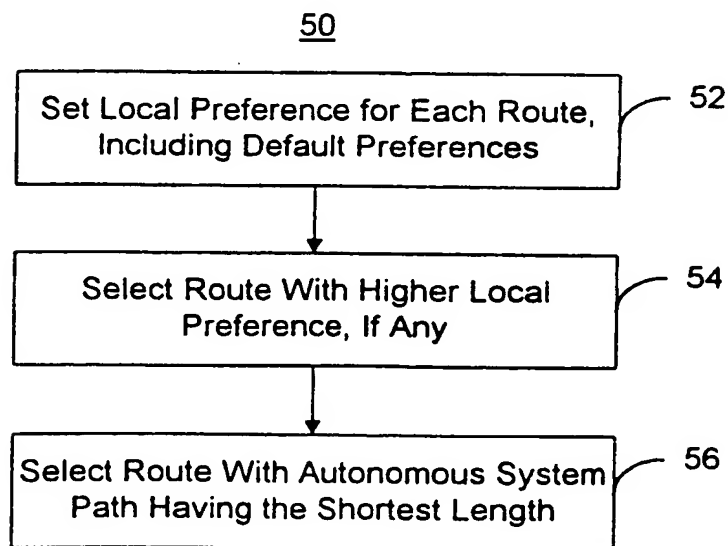 50
Set Local Preference for Each Route,
Including Default Preferences
52
Select Route With Higher Local
Preference, If Any
54
Select Route With Autonomous System
Path Having the Shortest Length
56